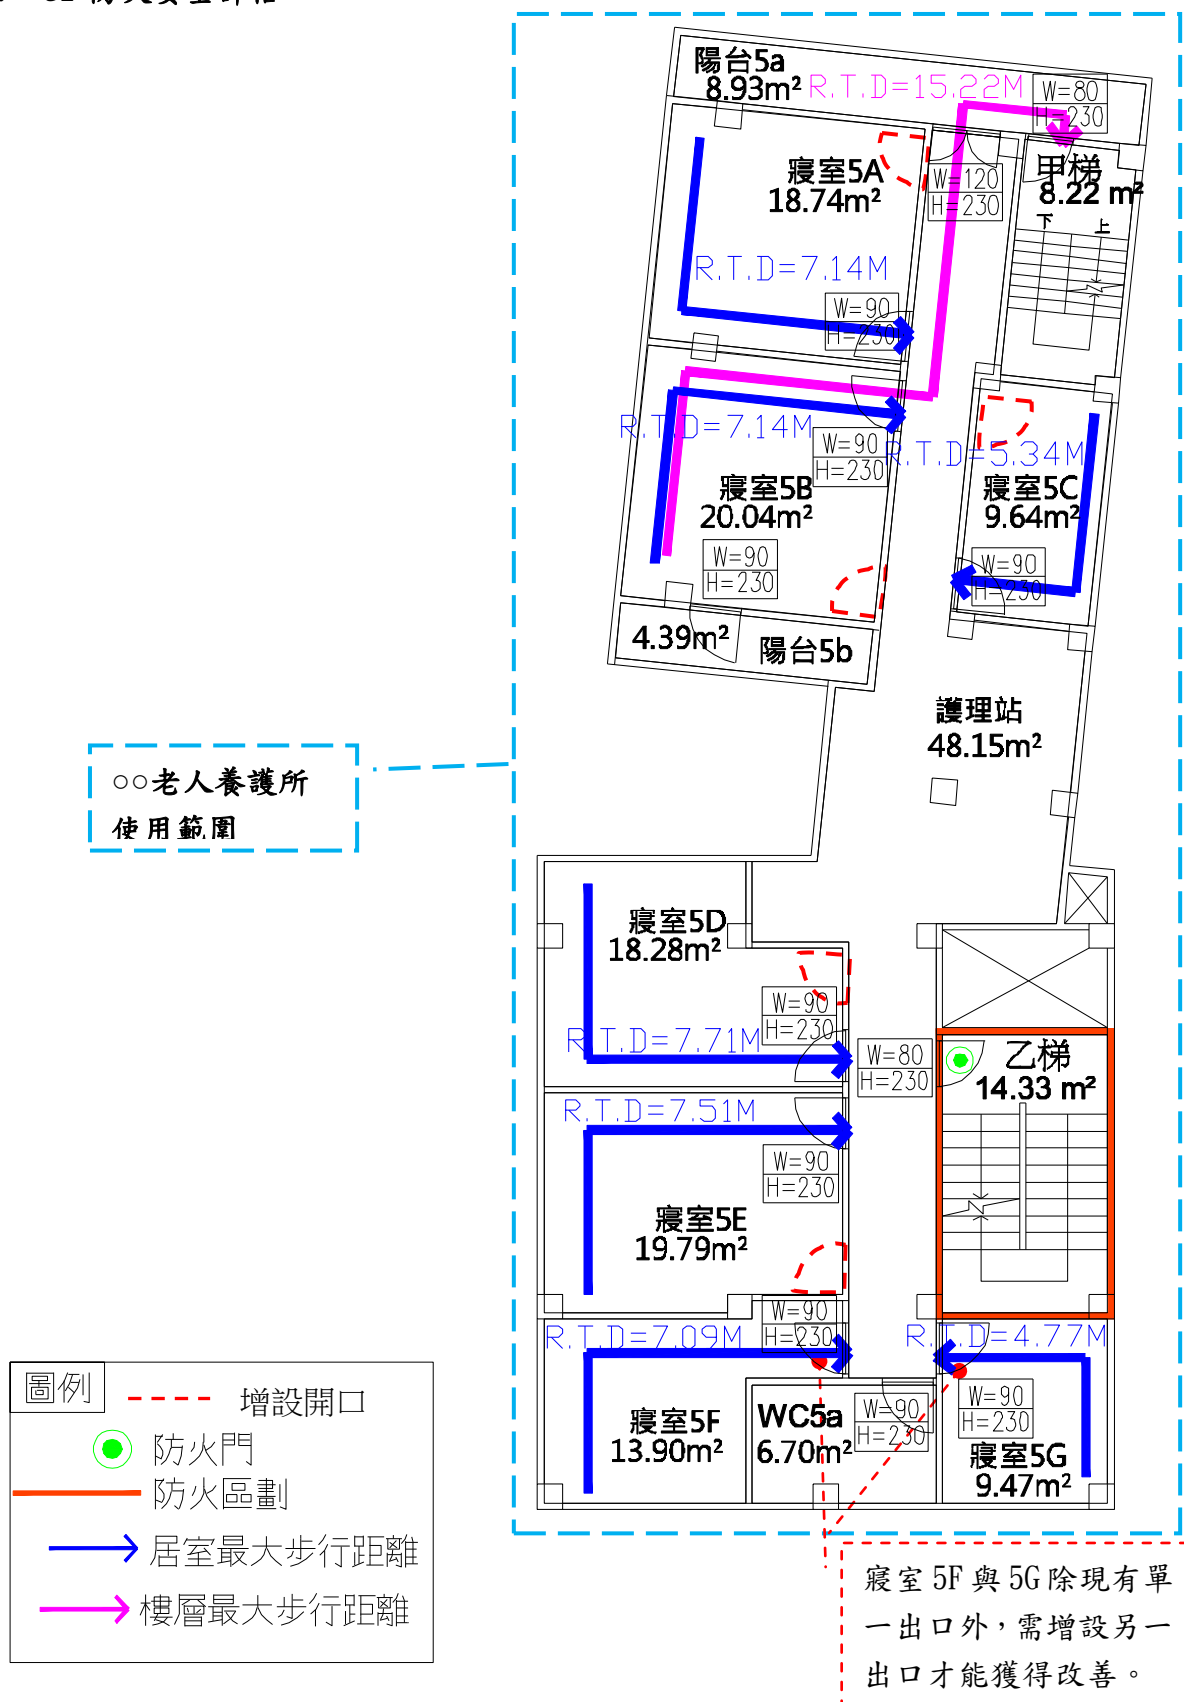 陽台5a
8.93m²
R.T.D=15.22M
W=80
H=230
寢室5A
18.74m²
W=120
H=230
甲梯
8.22 m²
下 上
R.T.D=7.14M
W=90
H=230
R.T.D=7.14M
W=90
H=230
R.T.D=5.34M
寢室5B
20.04m²
寢室5C
9.64m²
W=90
H=230
W=90
H=230
4.39m²
陽台5b
護理站
48.15m²
○○老人養護所
使用範圍
寢室5D
18.28m²
W=90
H=230
R.T.D=7.71M
W=80
H=230
乙梯
14.33 m²
R.T.D=7.51M
W=90
H=230
寢室5E
19.79m²
W=90
H=230
R.T.D=7.09M
R.T.D=4.77M
寢室5F
13.90m²
WC5a
6.70m²
W=90
H=230
W=90
H=230
寢室5G
9.47m²
圖例
增設開口
防火門
防火區劃
居室最大步行距離
樓層最大步行距離
寢室 5F 與 5G 除現有單
一出口外，需增設另一
出口才能獲得改善。